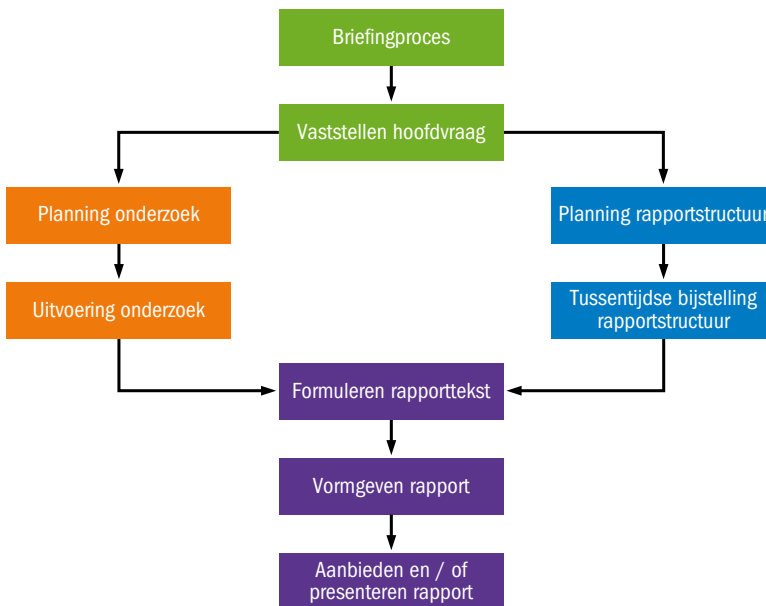 Briefingproces
Vaststellen hoofdvraag
Planning onderzoek
Planning rapportstructuur
Uitvoering onderzoek
Tussentijdse bijstelling
rapportstructuur
Formuleren rapporttekst
Vormgeven rapport
Aanbieden en / of
presenteren rapport